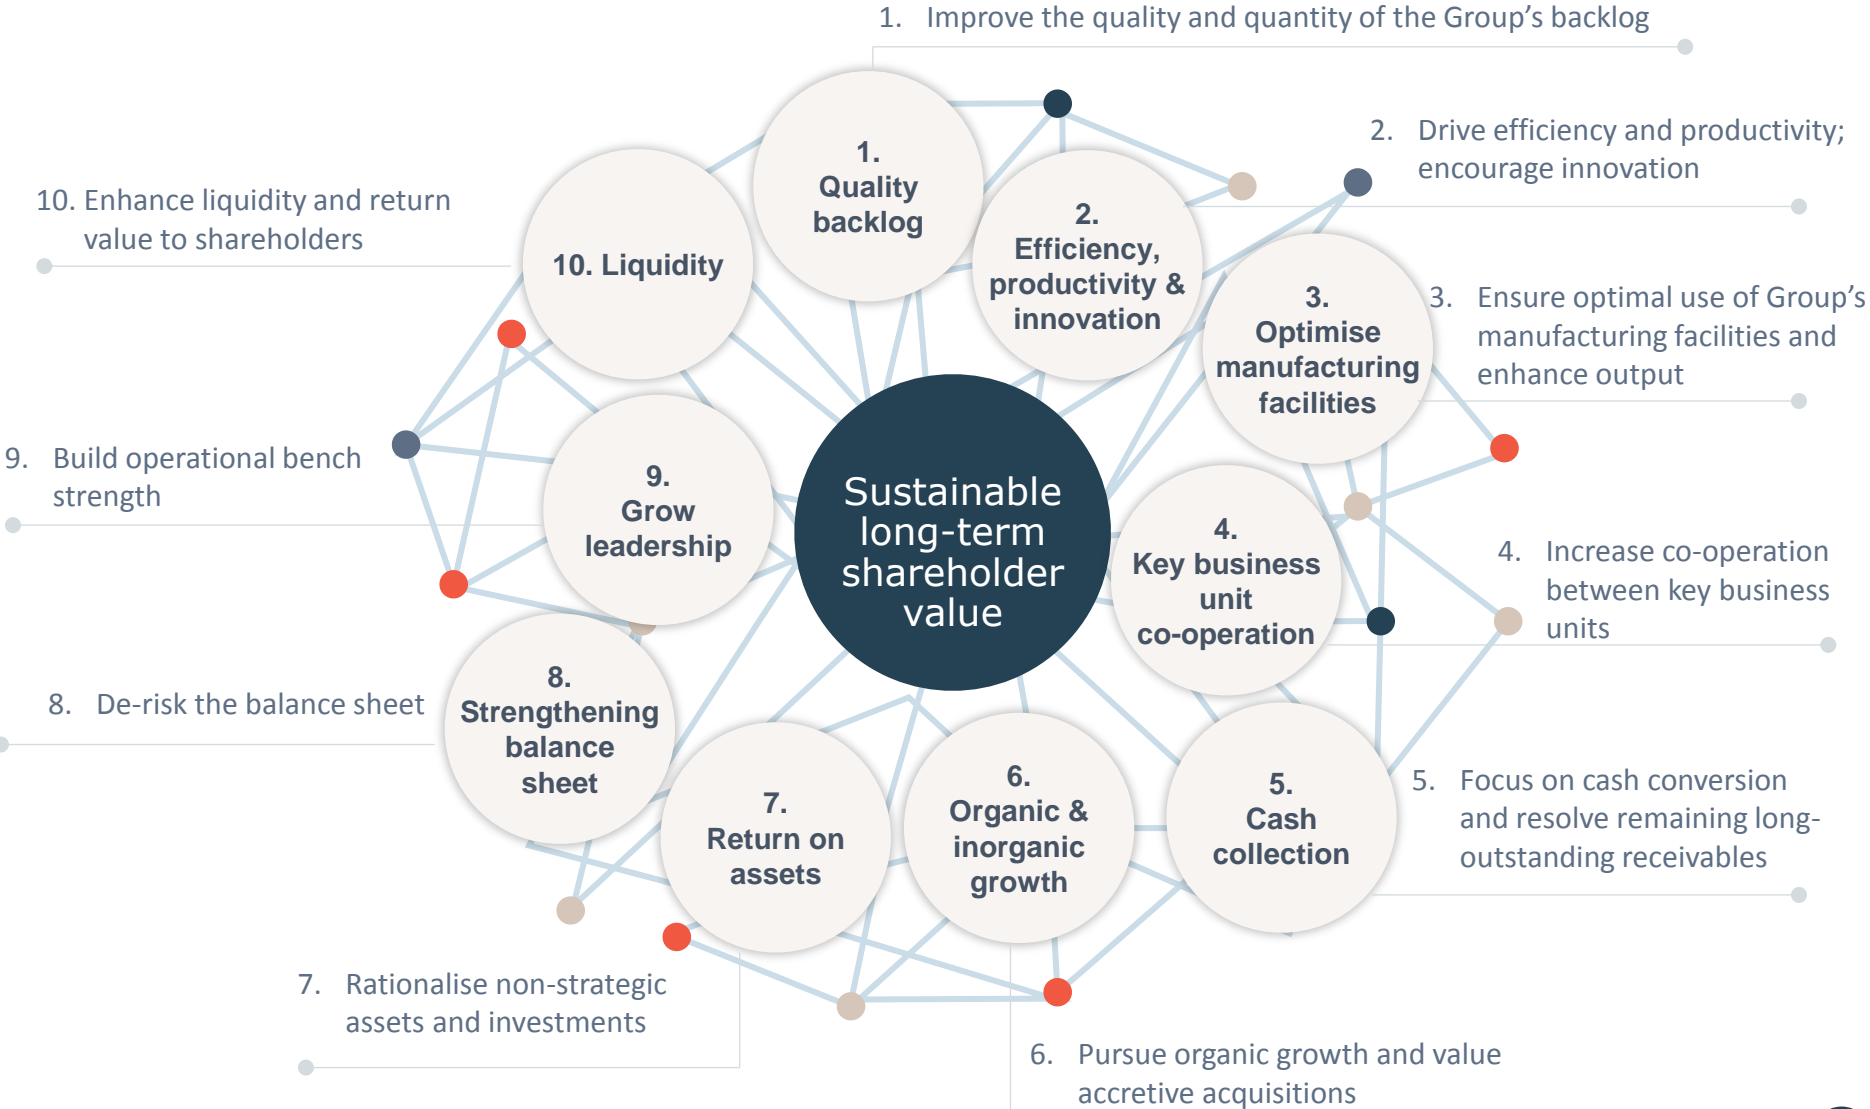 1. Improve the quality and quantity of the Group’s backlog
2. Drive efficiency and productivity;
encourage innovation
3. Ensure optimal use of Group’s
manufacturing facilities and
enhance output
4. Increase co-operation
between key business
units
5. Focus on cash conversion
and resolve remaining long-
outstanding receivables
6. Pursue organic growth and value
accretive acquisitions
7. Rationalise non-strategic
assets and investments
8. De-risk the balance sheet
9. Build operational bench
strength
10. Enhance liquidity and return
value to shareholders
1.
Quality
backlog
2.
Efficiency,
productivity &
innovation
3.
Optimise
manufacturing
facilities
4.
Key business
unit
co-operation
5.
Cash
collection
6.
Organic &
inorganic
growth
7.
Return on
assets
8.
Strengthening
balance
sheet
9.
Grow
leadership
10. Liquidity
Sustainable
long-term
shareholder
value